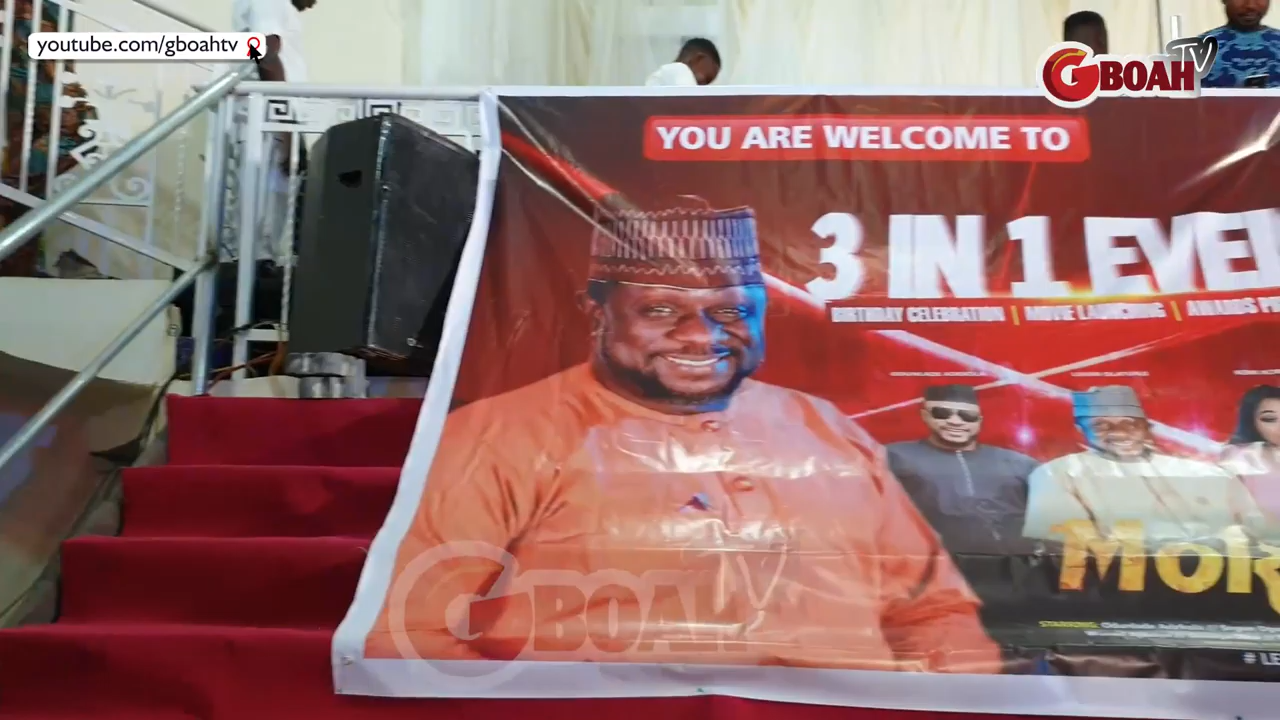 youtube.com/gboahtv
GBOAH TV
YOU ARE WELCOME TO
3 IN 1 EVE
BIRTHDAY CELEBRATION | MOVIE LAUNCHING | AWARDS
GBOAH TV
STARRING